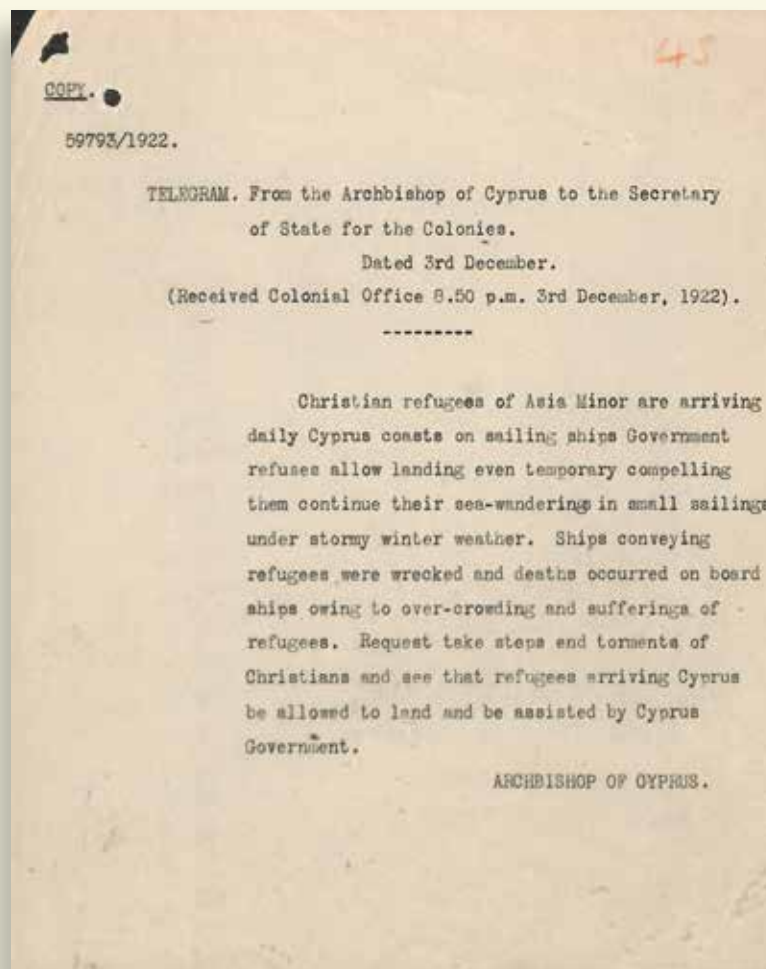 45
COPY.
59793/1922.
TELEGRAM. From the Archbishop of Cyprus to the Secretary
of State for the Colonies.
Dated 3rd December.
(Received Colonial Office 8.50 p.m. 3rd December, 1922).
---------
Christian refugees of Asia Minor are arriving
daily Cyprus coasts on sailing ships Government
refuses allow landing even temporary compelling
them continue their sea-wanderings in small sailings
under stormy winter weather. Ships conveying
refugees were wrecked and deaths occurred on board
ships owing to over-crowding and sufferings of
refugees. Request take steps end torments of
Christians and see that refugees arriving Cyprus
be allowed to land and be assisted by Cyprus
Government.
ARCHBISHOP OF CYPRUS.